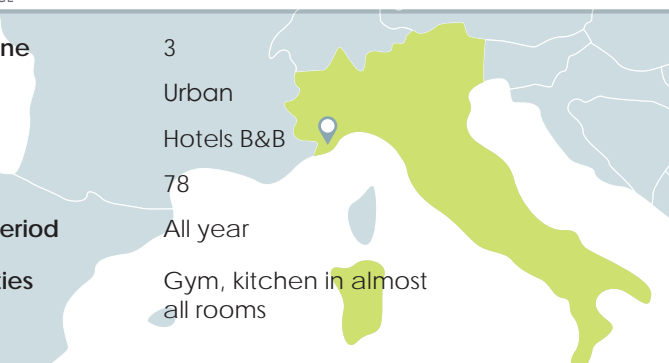 ne 3
Urban
Hotels B&B
78
eriod All year
ties Gym, kitchen in almost
all rooms